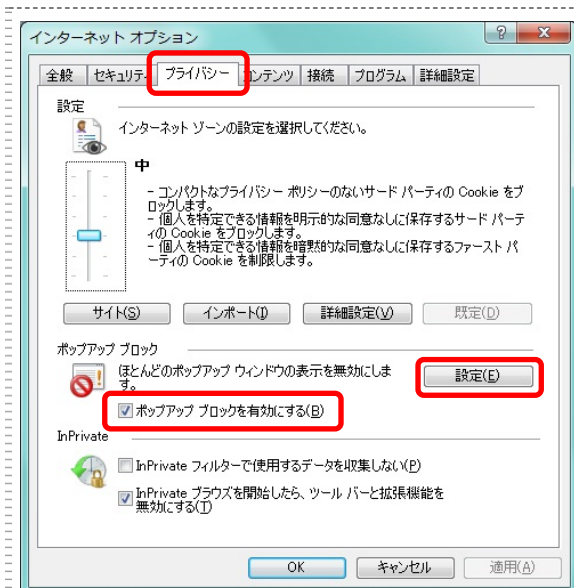 インターネット オプション
全般 セキュリティ プライバシー コンテンツ 接続 プログラム 詳細設定
設定
インターネット ゾーンの設定を選択してください。
中
- コンパクトなプライバシー ポリシーのないサード パーティの Cookie をブ
ロックします。
- 個人を特定できる情報を明示的な同意なしに保存するサード パーテ
ィの Cookie をブロックします。
- 個人を特定できる情報を暗黙的な同意なしに保存するファースト パ
ーティの Cookie を制限します。
サイト(S) インポート(I) 詳細設定(V) 既定(D)
ポップアップ ブロック
ほとんどのポップアップ ウィンドウの表示を無効にしま
す。
設定(E)
ポップアップ ブロックを有効にする(B)
InPrivate
InPrivate フィルターで使用するデータを収集しない(P)
InPrivate ブラウズを開始したら、ツール バーと拡張機能を
無効にする(T)
OK キャンセル 適用(A)